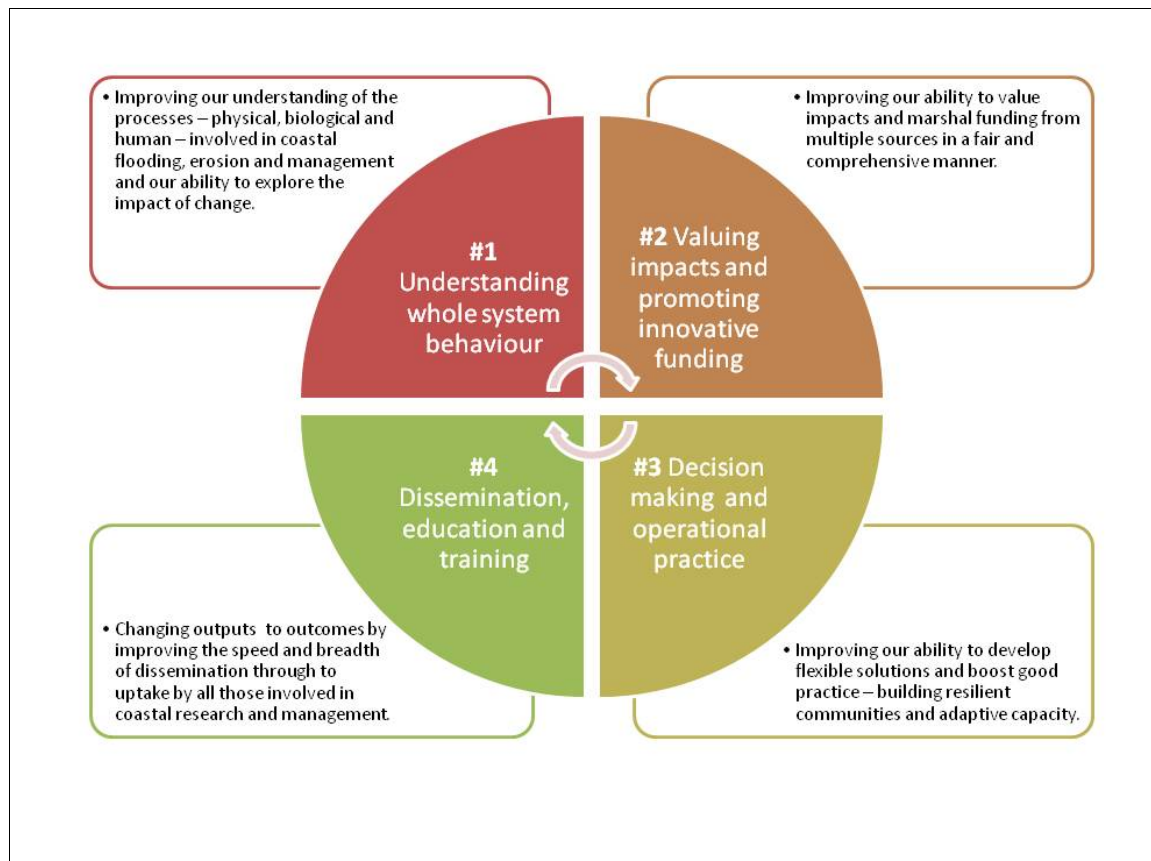 • Improving our understanding of the
processes – physical, biological and
human – involved in coastal
flooding, erosion and management
and our ability to explore the
impact of change.
• Improving our ability to value
impacts and marshal funding from
multiple sources in a fair and
comprehensive manner.
#1
Understanding
whole system
behaviour
#2 Valuing
impacts and
promoting
innovative
funding
#4
Dissemination,
education and
training
#3 Decision
making and
operational
practice
• Changing outputs to outcomes by
improving the speed and breadth
of dissemination through to
uptake by all those involved in
coastal research and management.
• Improving our ability to develop
flexible solutions and boost good
practice – building resilient
communities and adaptive capacity.